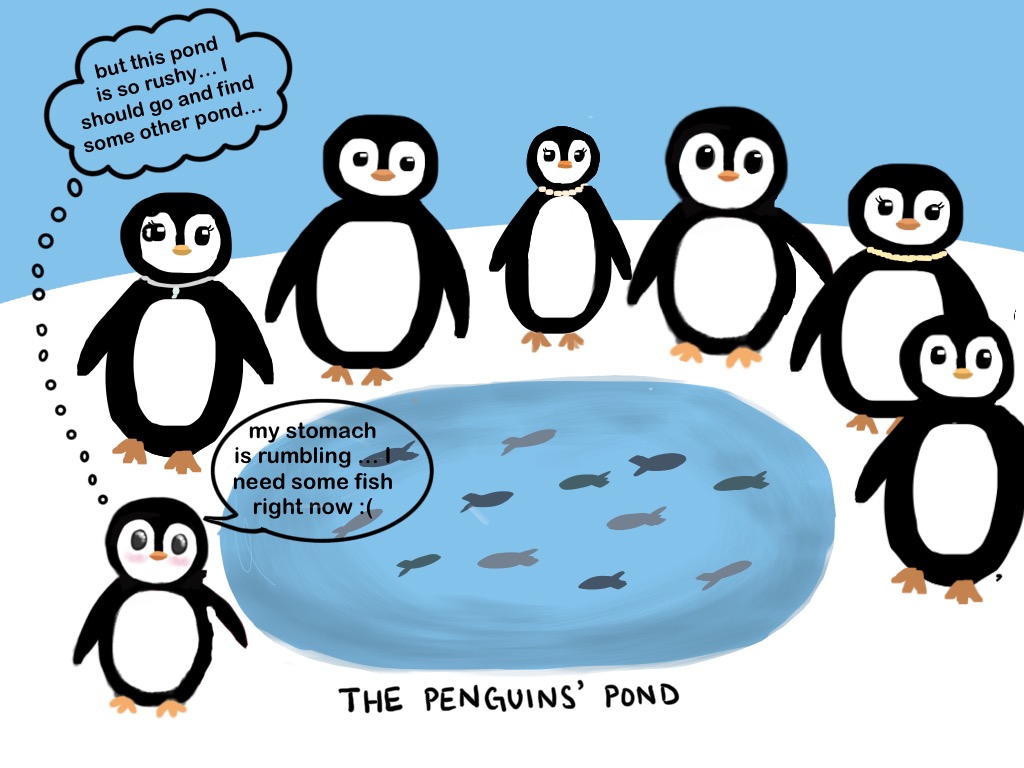 but this pond
is so rushy... I
should go and find
some other pond...
my stomach
is rumbling ... I
need some fish
right now :(
THE PENGUINS' POND